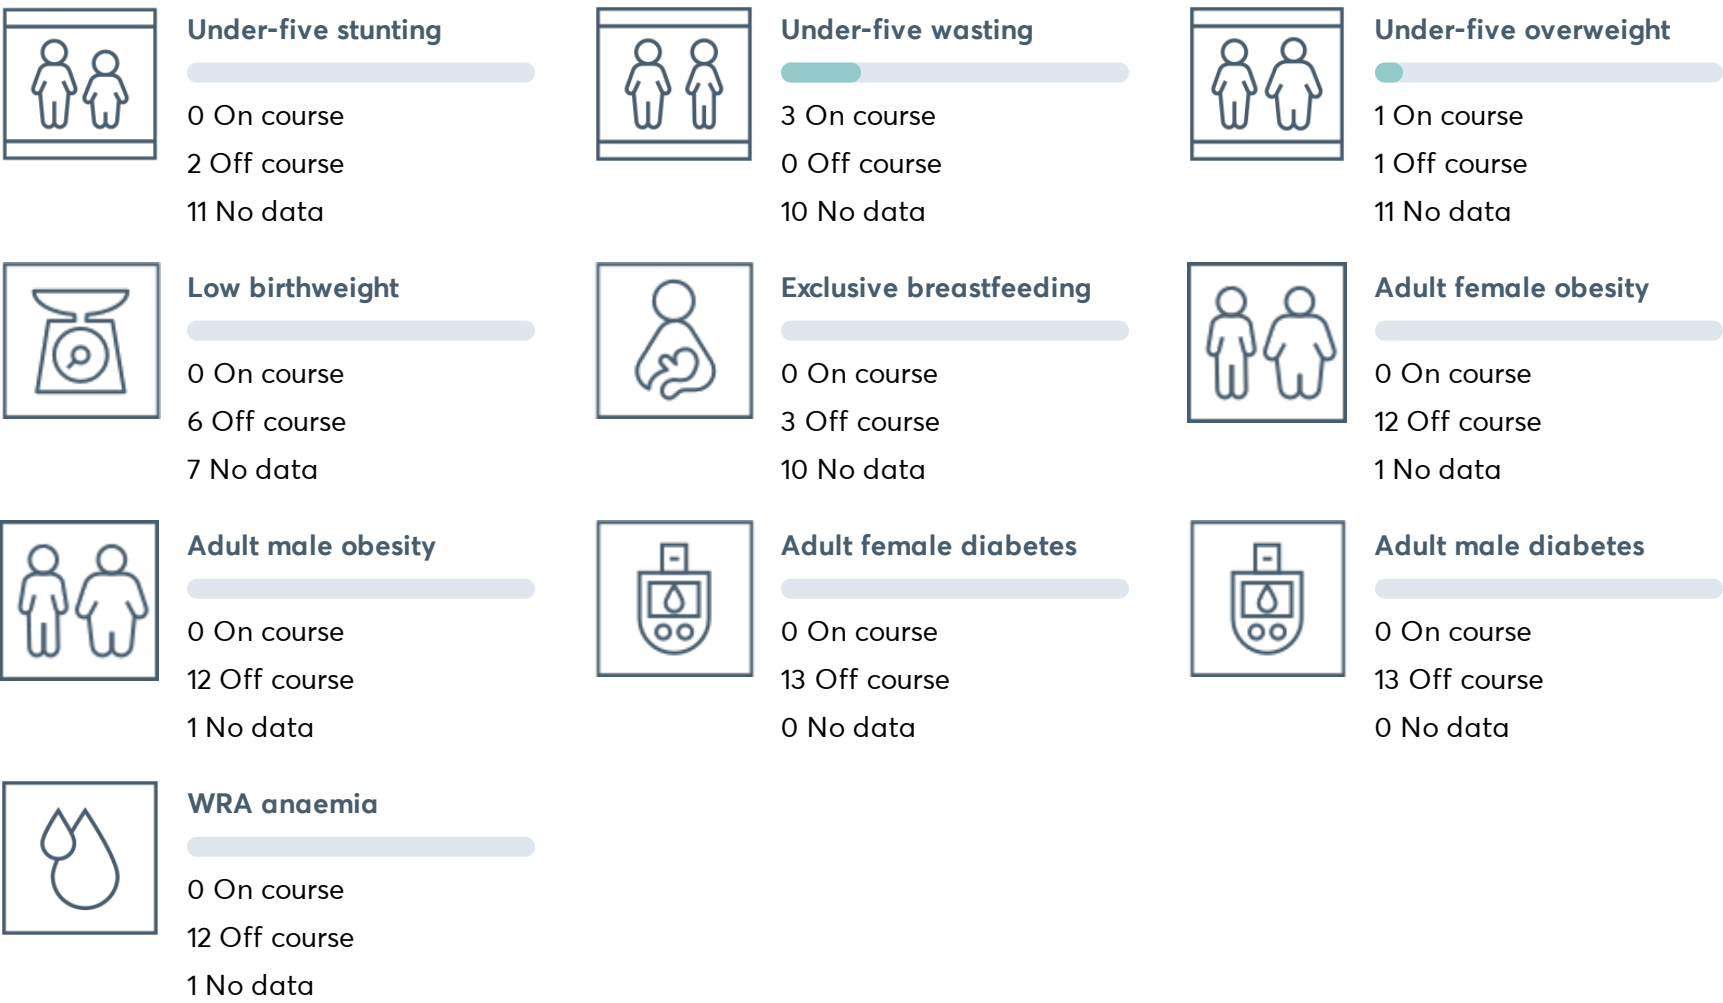 Under-five stunting
0 On course
2 Off course
11 No data
Under-five wasting
3 On course
0 Off course
10 No data
Under-five overweight
1 On course
1 Off course
11 No data
Low birthweight
0 On course
6 Off course
7 No data
Exclusive breastfeeding
0 On course
3 Off course
10 No data
Adult female obesity
0 On course
12 Off course
1 No data
Adult male obesity
0 On course
12 Off course
1 No data
Adult female diabetes
0 On course
13 Off course
0 No data
Adult male diabetes
0 On course
13 Off course
0 No data
WRA anaemia
0 On course
12 Off course
1 No data